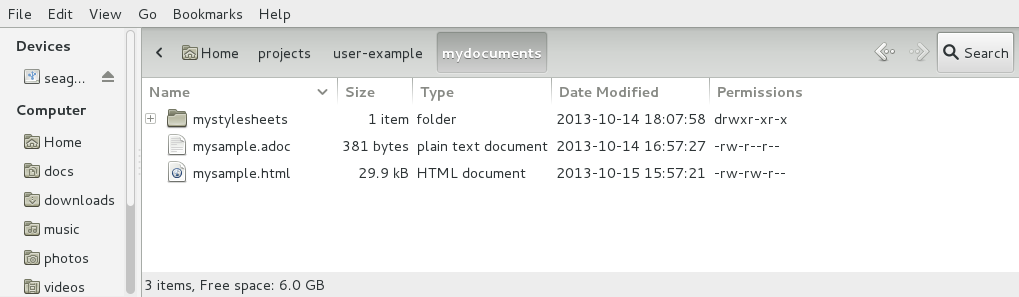 File Edit View Go Bookmarks Help
Devices
seag...
Computer
Home
docs
downloads
music
photos
videos
Home projects user-example mydocuments Search
Name Size Type Date Modified Permissions
mystylesheets 1 item folder 2013-10-14 18:07:58 drwxr-xr-x
mysample.adoc 381 bytes plain text document 2013-10-14 16:57:27 -rw-r--r--
mysample.html 29.9 kB HTML document 2013-10-15 15:57:21 -rw-rw-r--
3 items, Free space: 6.0 GB